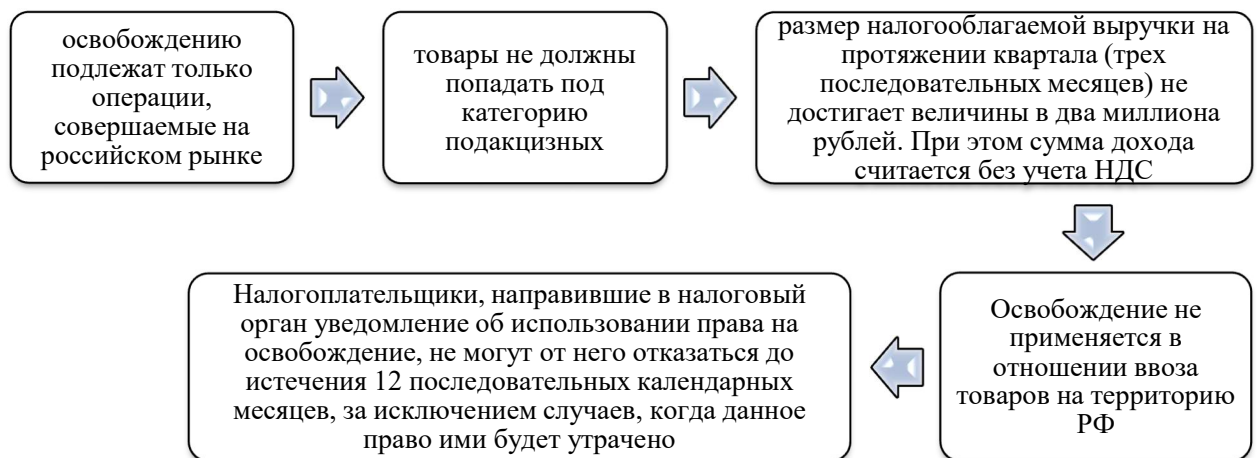 освобождению
подлежат только
операции,
совершаемые на
российском рынке
товары не должны
попадать под
категорию
подакцизных
размер налогооблагаемой выручки на
протяжении квартала (трех
последовательных месяцев) не
достигает величины в два миллиона
рублей. При этом сумма дохода
считается без учета НДС
Освобождение не
применяется в
отношении ввоза
товаров на территорию
РФ
Налогоплательщики, направившие в налоговый
орган уведомление об использовании права на
освобождение, не могут от него отказаться до
истечения 12 последовательных календарных
месяцев, за исключением случаев, когда данное
право ими будет утрачено